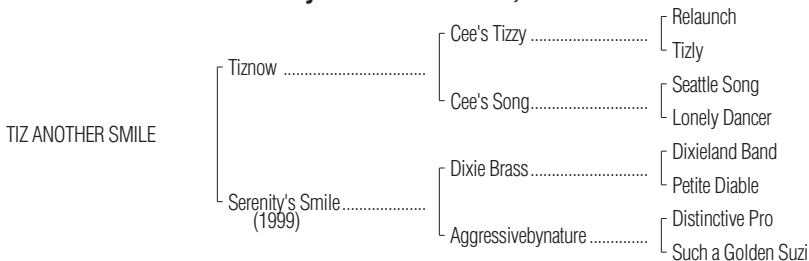 Relaunch
Cee's Tizzy
Tizly
Tiznow
Seattle Song
Cee's Song
Lonely Dancer
TIZ ANOTHER SMILE
Dixieland Band
Dixie Brass
Petite Diable
Serenity's Smile
(1999)
Distinctive Pro
Aggressivebynature
Such a Golden Suzi